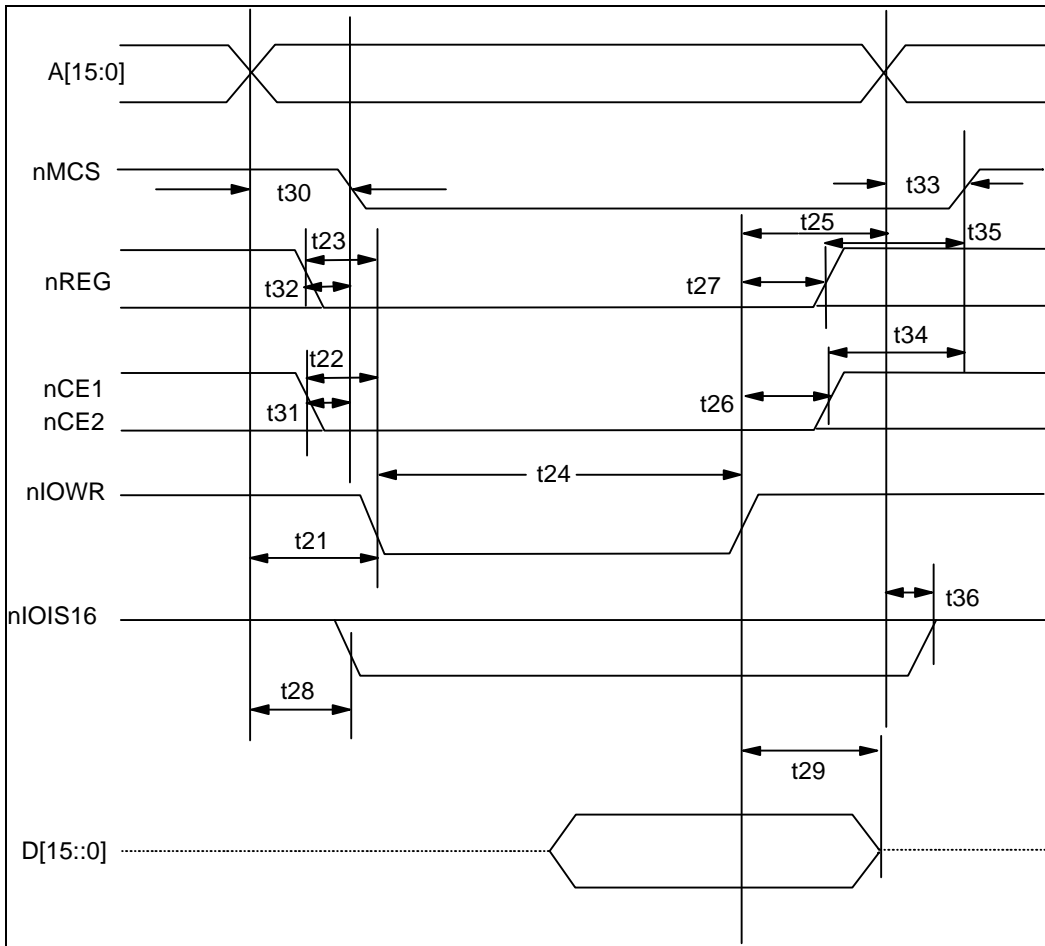 A[15:0]
nMCS
t30
t33
t25
t23
t35
nREG
t32
t27
t34
t22
nCE1
t31
t26
nCE2
t24
nIOWR
t21
t36
nIOIS16
t28
t29
D[15::0]